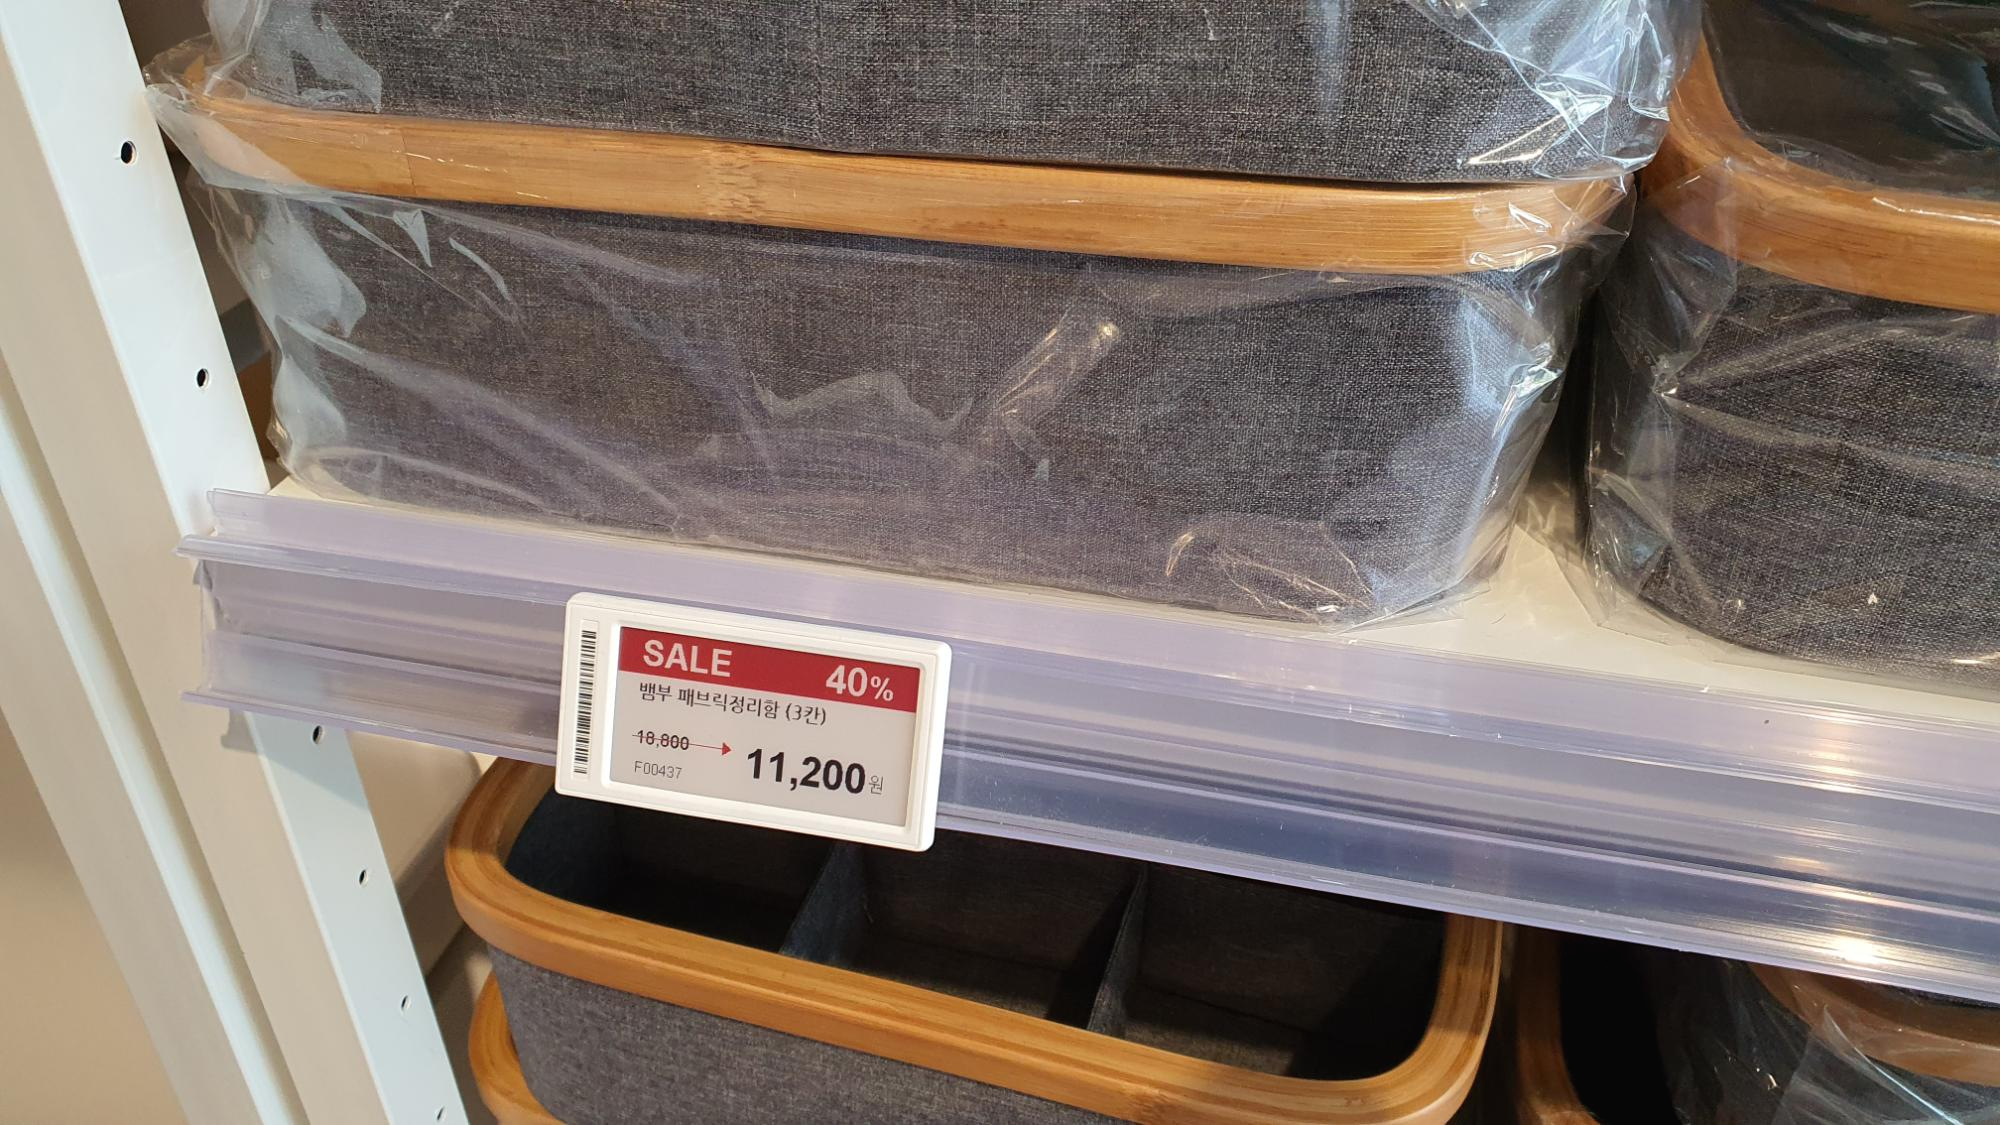 SALE 40%
뱀부 패브릭정리함 (3칸)
18,800 → 11,200원
F00437